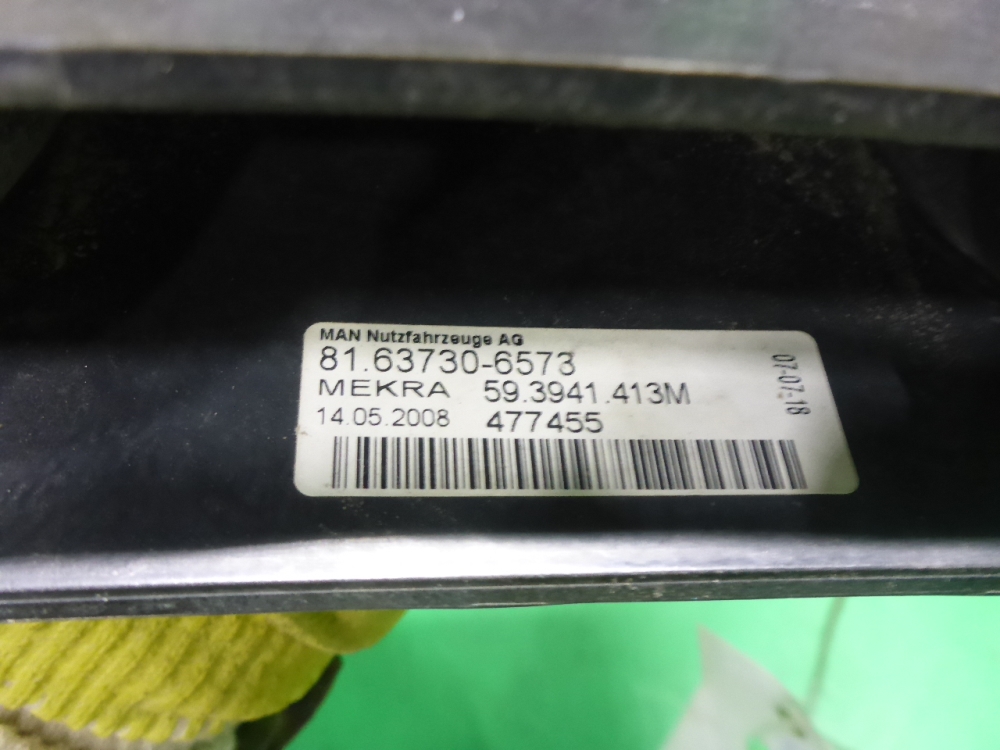 MAN Nutzfahrzeuge AG
81.63730-6573
MEKRA 59.3941.413M
14.05.2008 477455
07-07-18